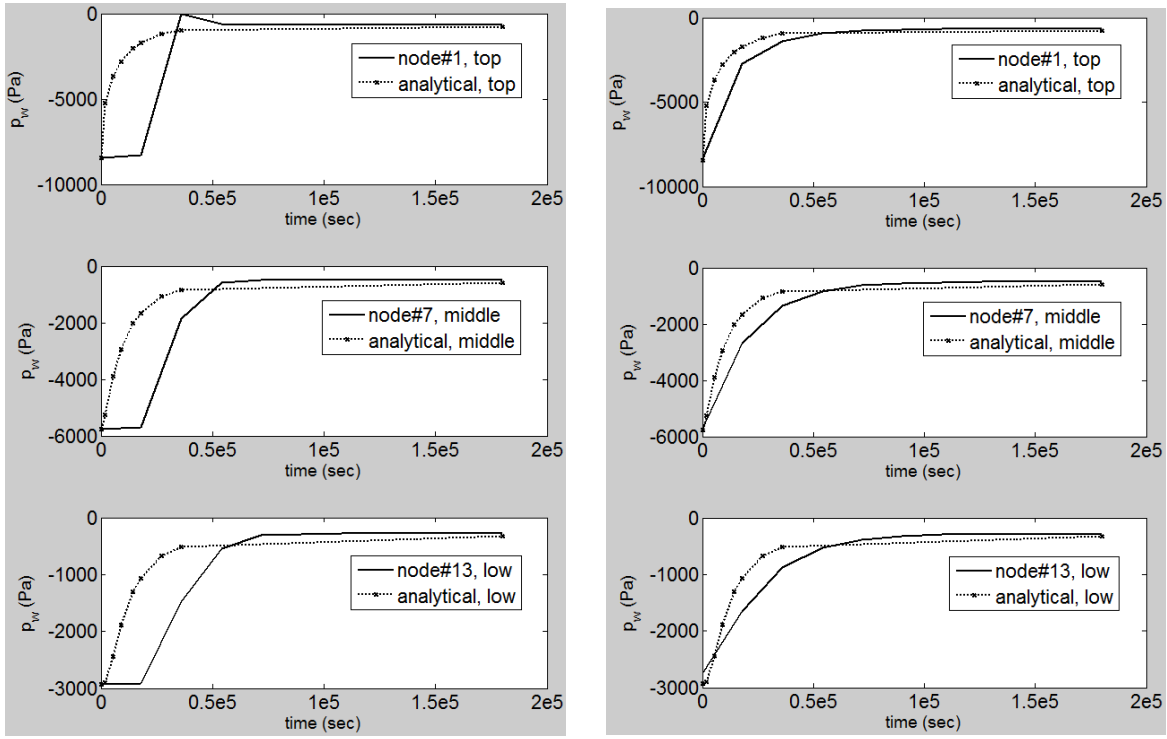 0
-5000
-10000
p_w (Pa)
node#1, top
analytical, top
0 0.5e5 1e5 1.5e5 2e5
time (sec)
0
-2000
-4000
-6000
p_w (Pa)
node#7, middle
analytical, middle
0 0.5e5 1e5 1.5e5 2e5
time (sec)
0
-1000
-2000
-3000
p_w (Pa)
node#13, low
analytical, low
0 0.5e5 1e5 1.5e5 2e5
time (sec)
0
-5000
-10000
p_w (Pa)
node#1, top
analytical, top
0 0.5e5 1e5 1.5e5 2e5
time (sec)
0
-2000
-4000
-6000
p_w (Pa)
node#7, middle
analytical, middle
0 0.5e5 1e5 1.5e5 2e5
time (sec)
0
-1000
-2000
-3000
p_w (Pa)
node#13, low
analytical, low
0 0.5e5 1e5 1.5e5 2e5
time (sec)